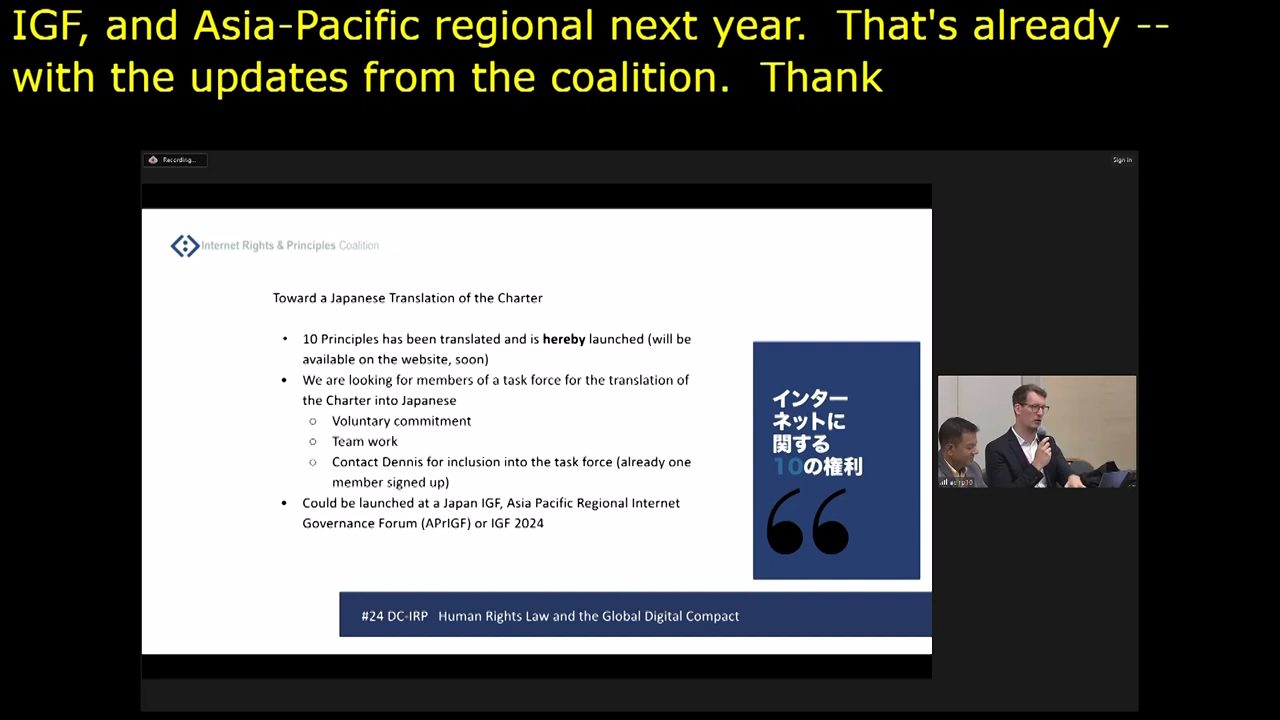 IGF, and Asia-Pacific regional next year.  That's already --
with the updates from the coalition.  Thank
Recording...
Sign in
Internet Rights & Principles Coalition
Toward a Japanese Translation of the Charter
• 10 Principles has been translated and is hereby launched (will be
available on the website, soon)
• We are looking for members of a task force for the translation of
the Charter into Japanese
○ Voluntary commitment
○ Team work
○ Contact Dennis for inclusion into the task force (already one
member signed up)
• Could be launched at a Japan IGF, Asia Pacific Regional Internet
Governance Forum (APrIGF) or IGF 2024
インター
ネットに
関する
10の権利
#24 DC-IRP   Human Rights Law and the Global Digital Compact